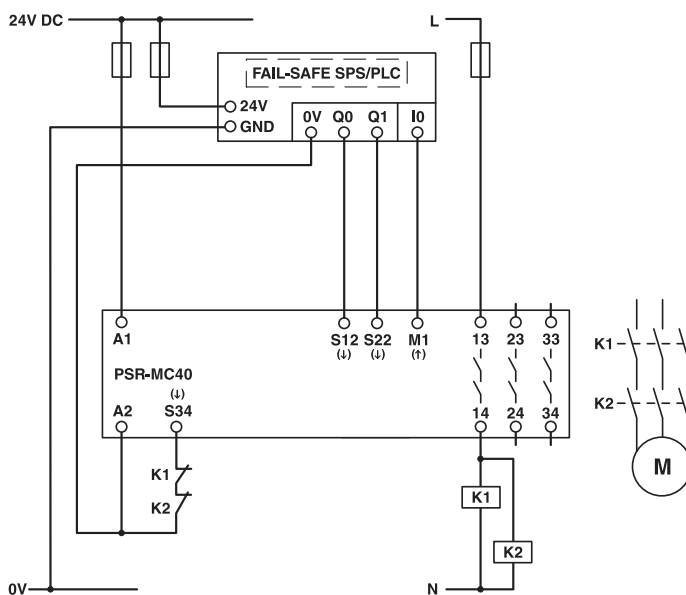 24V DC
L
FAIL-SAFE SPS/PLC
24V
GND
0V Q0 Q1 I0
A1
S12 S22 M1 13 23 33
(↓) (↓) (↑)
PSR-MC40
(↓)
A2 S34
14 24 34
K1
K2
K1
K2
K1
K2
M
0V
N